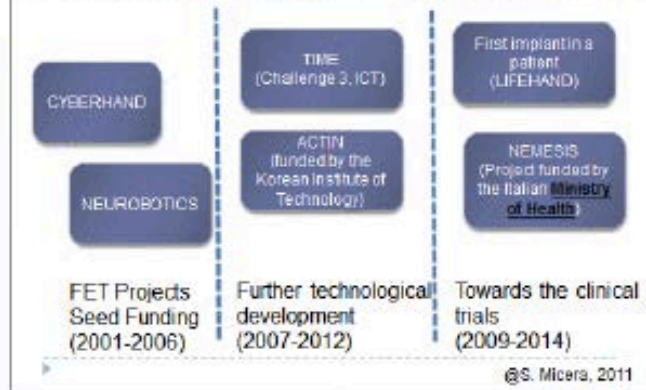 CYBERHAND
NEUROBOTICS
FET Projects
Seed Funding
(2001-2006)
TIME
(Challenge 3, ICT)
ACTIN
(funded by the
Korean Institute of
Technology)
Further technological
development
(2007-2012)
First implant in a
patient
(LIFEHAND)
NEMESIS
(Project funded by
the Italian Ministry
of Health)
Towards the clinical
trials
(2009-2014)
@S. Micera, 2011